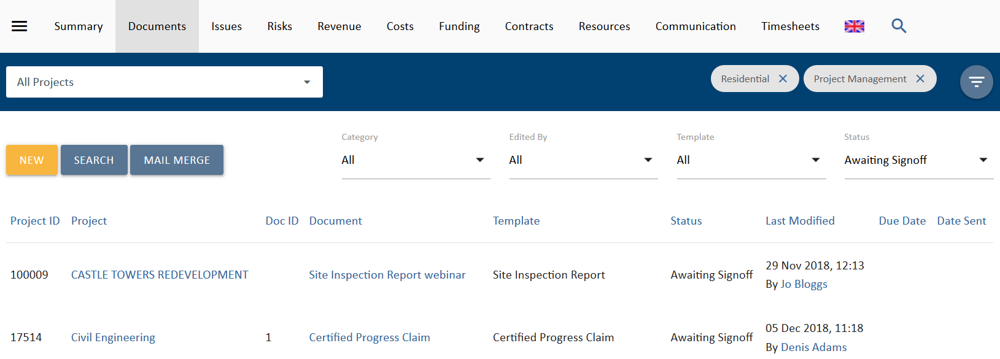 Summary Documents Issues Risks Revenue Costs Funding Contracts Resources Communication Timesheets
All Projects Residential Project Management
Category Edited By Template Status
NEW SEARCH MAIL MERGE All All All Awaiting Signoff
Project ID Project Doc ID Document Template Status Last Modified Due Date Date Sent
100009 CASTLE TOWERS REDEVELOPMENT Site Inspection Report webinar Site Inspection Report Awaiting Signoff 29 Nov 2018, 12:13
By Jo Bloggs
17514 Civil Engineering 1 Certified Progress Claim Certified Progress Claim Awaiting Signoff 05 Dec 2018, 11:18
By Denis Adams